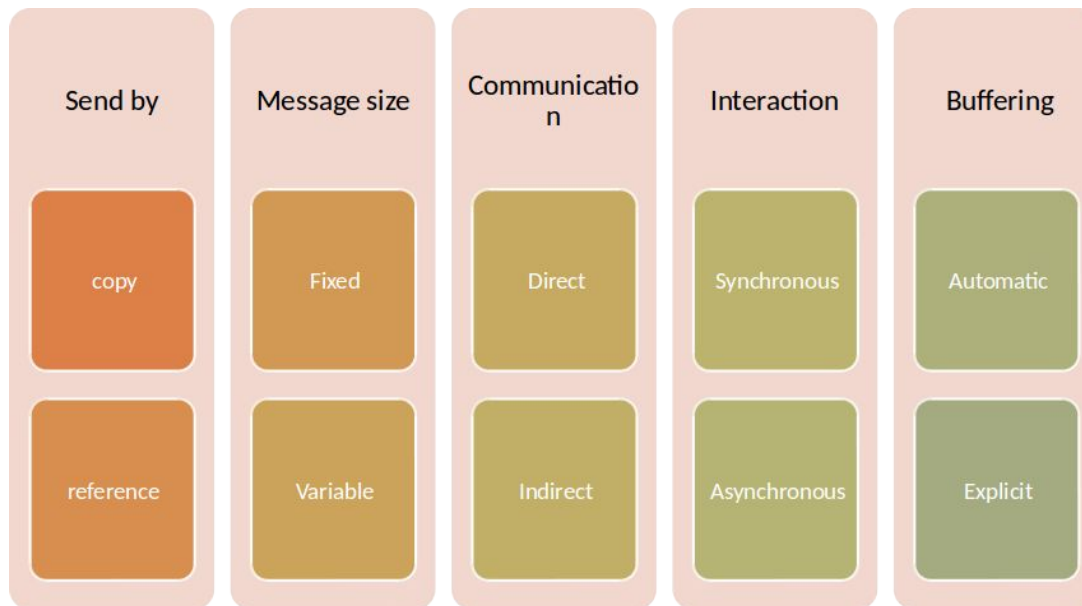 Send by
Message size
Communicatio
n
Interaction
Buffering
copy
Fixed
Direct
Synchronous
Automatic
reference
Variable
Indirect
Asynchronous
Explicit